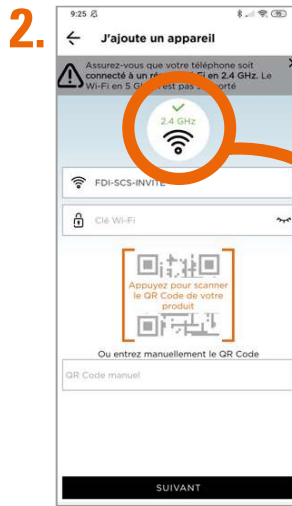 2.
9:25
J'ajoute un appareil
Assurez-vous que votre téléphone soit
connecté à un Fi en 2.4 GHz. Le
Wi-Fi en 5 est pas orté
2.4 GHz
FDI-SCS-INVITE
Clé Wi-Fi
Appuyez pour scanner
le QR Code de votre
produit
Ou entrez manuellement le QR Code
QR Code manuel
SUIVANT